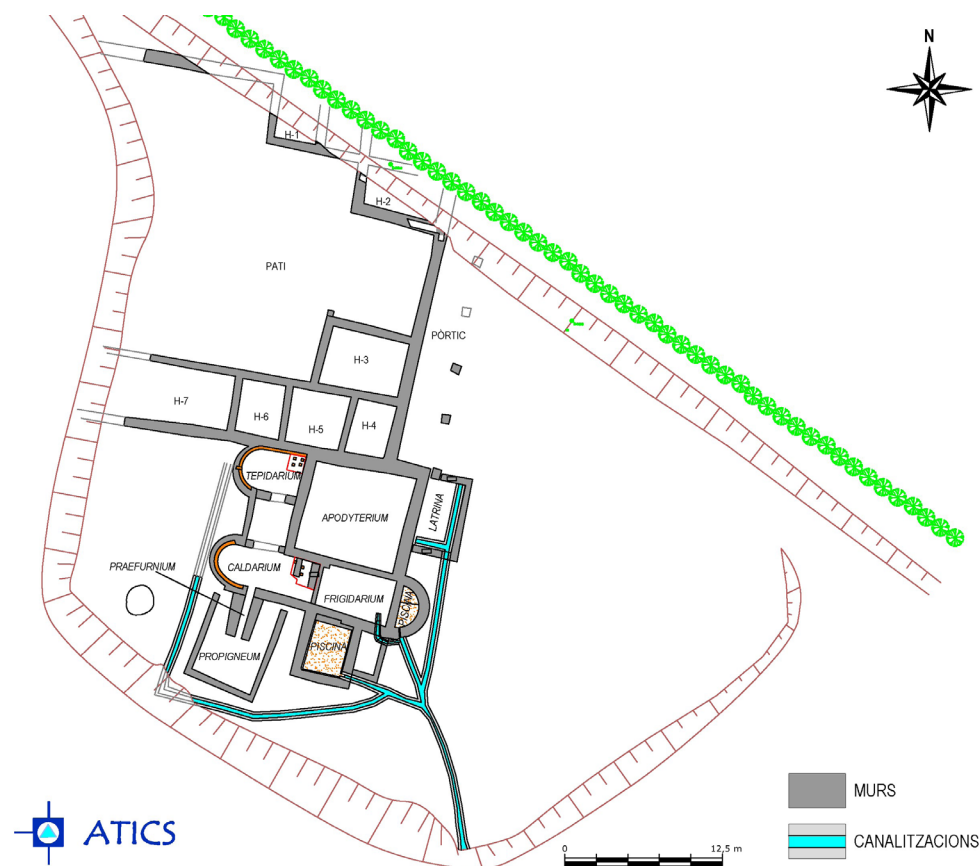 N
H-1
H-2
PATI
PÒRTIC
H-3
H-7
H-6
H-5
H-4
TEPIDARIUM
APODYTERIUM
LATRINA
PRAEFURNIUM
CALDARIUM
FRIGIDARIUM
PISCINA
PISCINA
PROPIGNEUM
MURS
CANALITZACIONS
ATICS
0
12,5 m